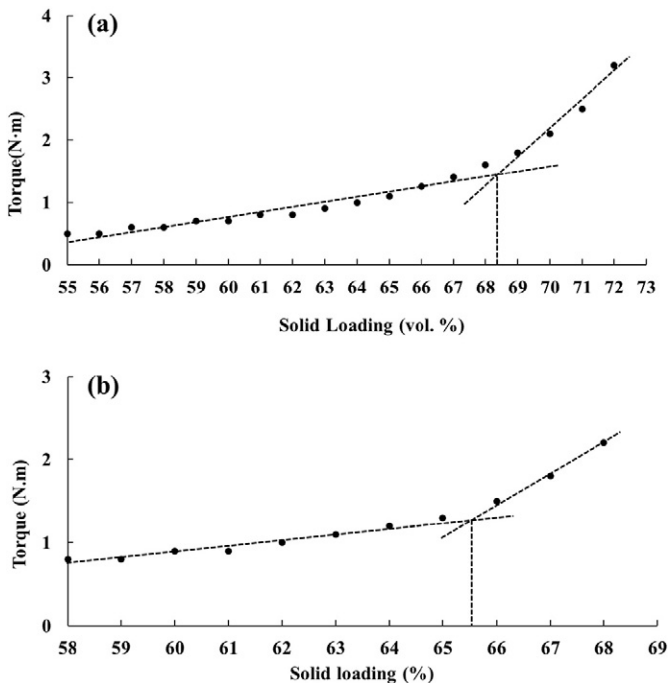 (a)
Torque(N·m)
4
3
2
1
0
55 56 57 58 59 60 61 62 63 64 65 66 67 68 69 70 71 72 73
Solid Loading (vol. %)
(b)
Torque (N.m)
3
2
1
0
58 59 60 61 62 63 64 65 66 67 68 69
Solid loading (%)